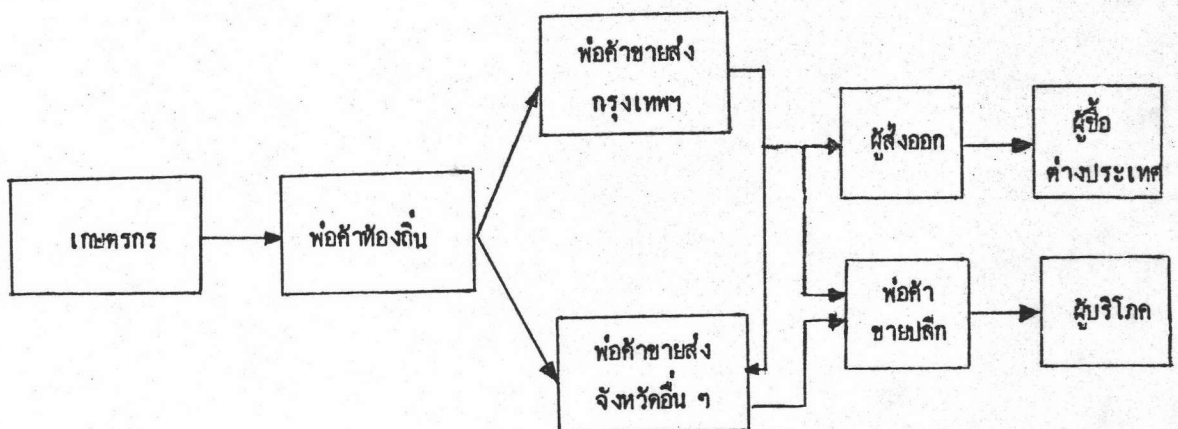 พ่อค้าขายส่ง
กรุงเทพฯ
ผู้ส่งออก
ผู้ซื้อ
ต่างประเทศ
เกษตรกร
พ่อค้าท้องถิ่น
พ่อค้า
ขายปลีก
ผู้บริโภค
พ่อค้าขายส่ง
จังหวัดอื่น ๆ